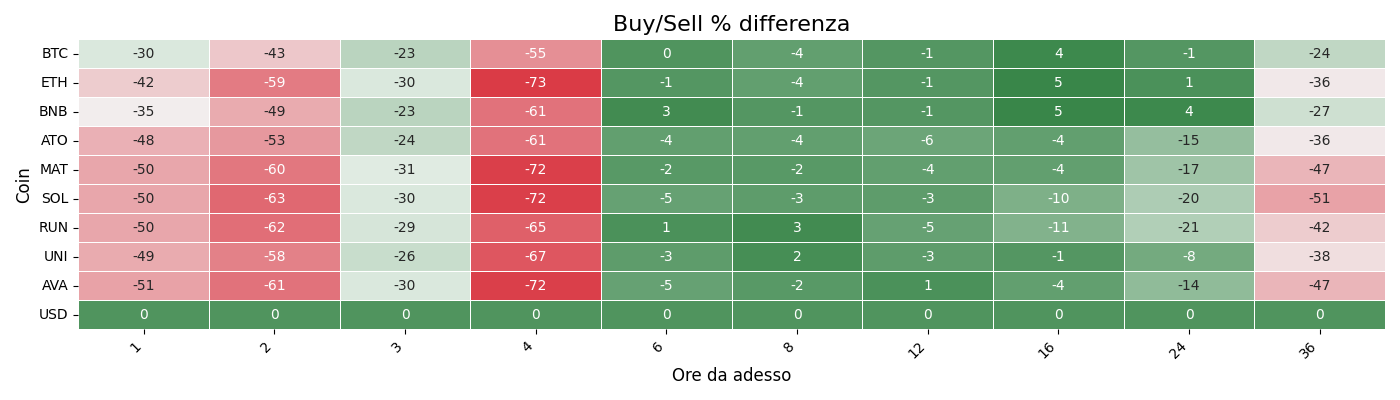 Buy/Sell % differenza
Coin
BTC -30 -43 -23 -55 0 -4 -1 4 -1 -24
ETH -42 -59 -30 -73 -1 -4 -1 5 1 -36
BNB -35 -49 -23 -61 3 -1 -1 5 4 -27
ATO -48 -53 -24 -61 -4 -4 -6 -4 -15 -36
MAT -50 -60 -31 -72 -2 -2 -4 -4 -17 -47
SOL -50 -63 -30 -72 -5 -3 -3 -10 -20 -51
RUN -50 -62 -29 -65 1 3 -5 -11 -21 -42
UNI -49 -58 -26 -67 -3 2 -3 -1 -8 -38
AVA -51 -61 -30 -72 -5 -2 1 -4 -14 -47
USD 0 0 0 0 0 0 0 0 0 0
1 2 3 4 6 8 12 16 24 36
Ore da adesso